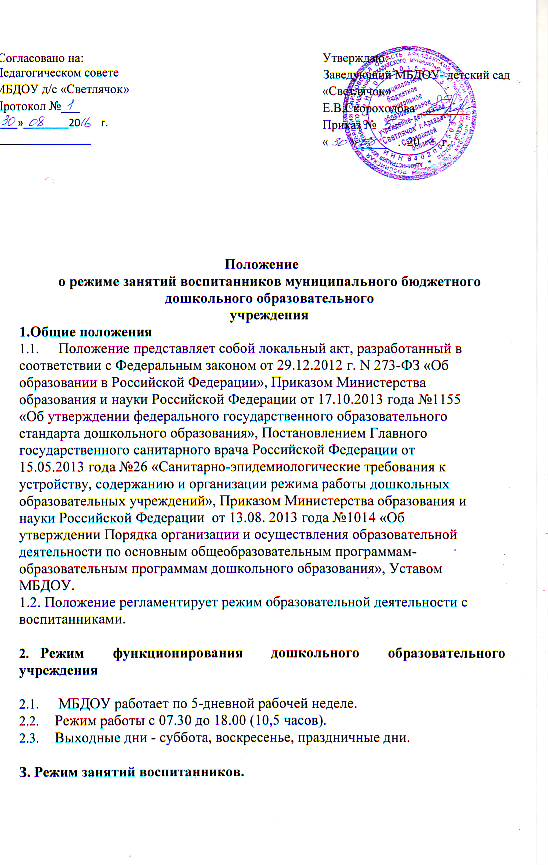 Согласовано на:
Педагогическом совете
МБДОУ д/с «Светлячок»
Протокол № 1
30 » 08 2016 г.
Утверждаю:
Заведующий МБДОУ- детский сад
«Светлячок»
Е.В.Скороходова
Приказ №
« 30 » 20 г.
Положение
о режиме занятий воспитанников муниципального бюджетного
дошкольного образовательного
учреждения
1.Общие положения
1.1. Положение представляет собой локальный акт, разработанный в
соответствии с Федеральным законом от 29.12.2012 г. N 273-ФЗ «Об
образовании в Российской Федерации», Приказом Министерства
образования и науки Российской Федерации от 17.10.2013 года №1155
«Об утверждении федерального государственного образовательного
стандарта дошкольного образования», Постановлением Главного
государственного санитарного врача Российской Федерации от
15.05.2013 года №26 «Санитарно-эпидемиологические требования к
устройству, содержанию и организации режима работы дошкольных
образовательных учреждений», Приказом Министерства образования и
науки Российской Федерации от 13.08. 2013 года №1014 «Об
утверждении Порядка организации и осуществления образовательной
деятельности по основным общеобразовательным программам-
образовательным программам дошкольного образования», Уставом
МБДОУ.
1.2. Положение регламентирует режим образовательной деятельности с
воспитанниками.
2. Режим функционирования дошкольного образовательного
учреждения
2.1. МБДОУ работает по 5-дневной рабочей неделе.
2.2. Режим работы с 07.30 до 18.00 (10,5 часов).
2.3. Выходные дни - суббота, воскресенье, праздничные дни.
3. Режим занятий воспитанников.